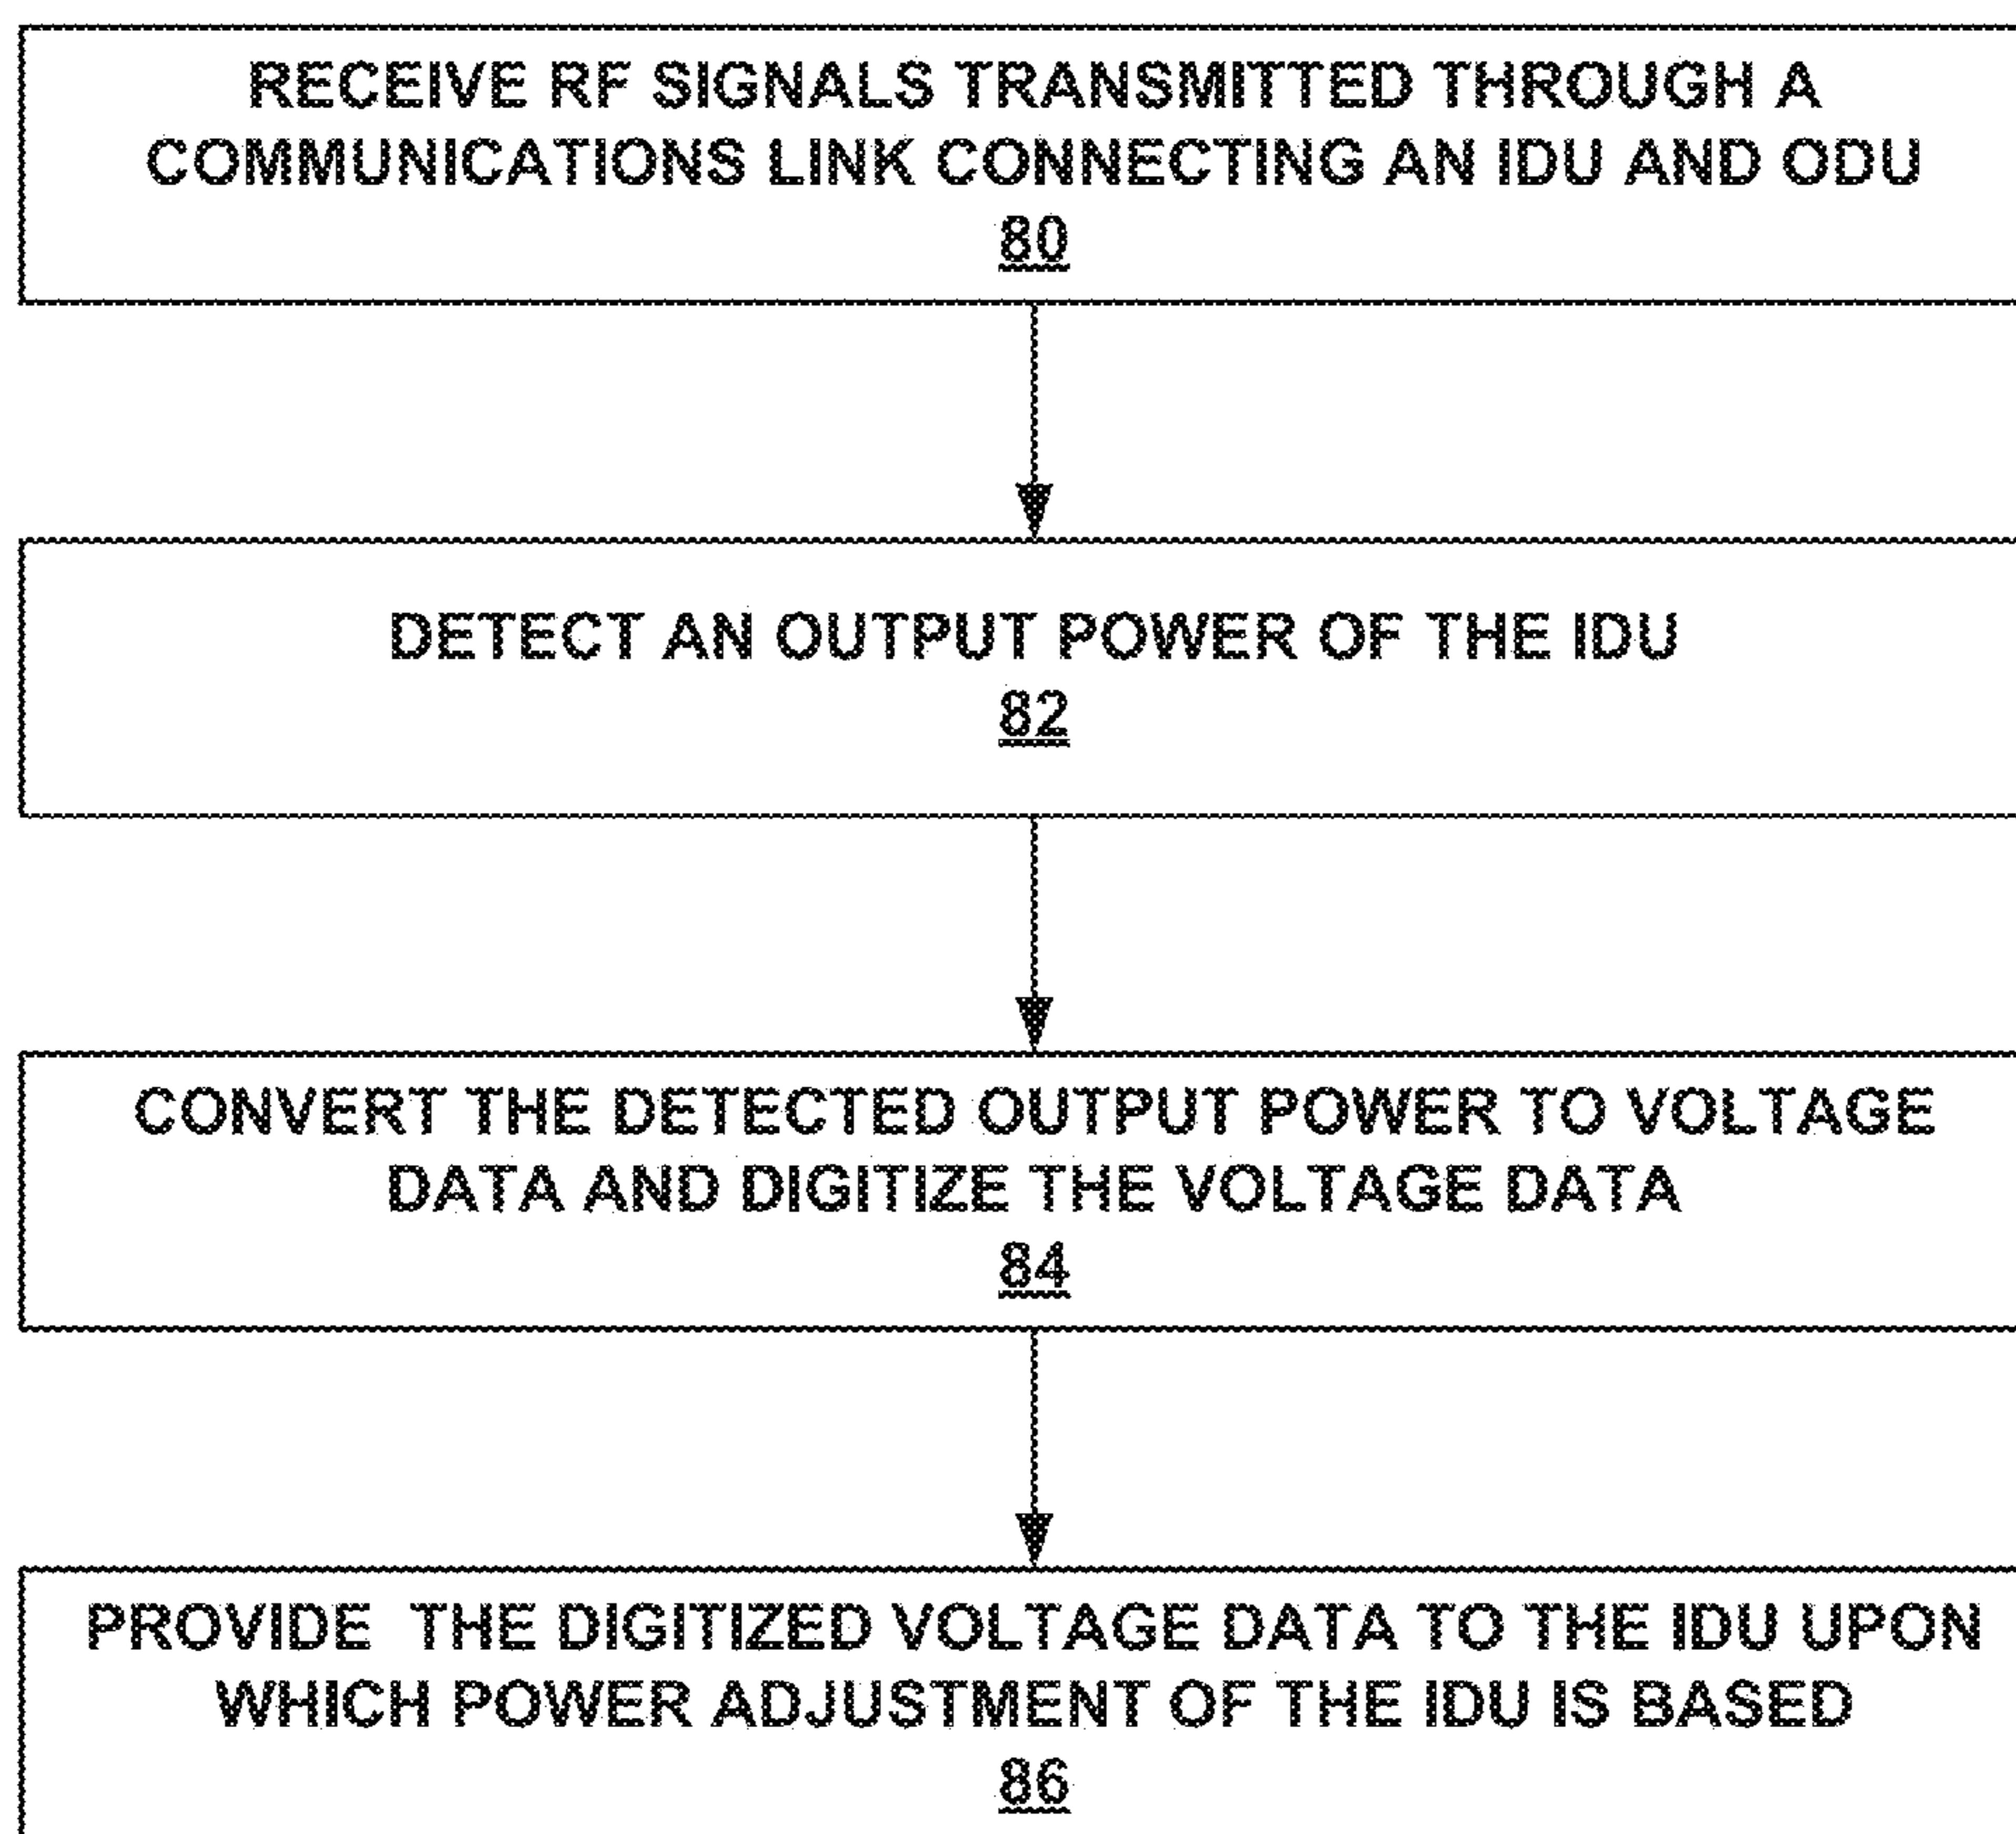 RECEIVE RF SIGNALS TRANSMITTED THROUGH A
COMMUNICATIONS LINK CONNECTING AN IDU AND ODU
80
DETECT AN OUTPUT POWER OF THE IDU
82
CONVERT THE DETECTED OUTPUT POWER TO VOLTAGE
DATA AND DIGITIZE THE VOLTAGE DATA
84
PROVIDE THE DIGITIZED VOLTAGE DATA TO THE IDU UPON
WHICH POWER ADJUSTMENT OF THE IDU IS BASED
86